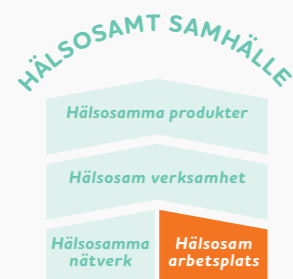 HÄLSOSAMT SAMHÄLLE
Hälsosamma produkter
Hälsosam verksamhet
Hälsosamma
nätverk
Hälsosam
arbetsplats